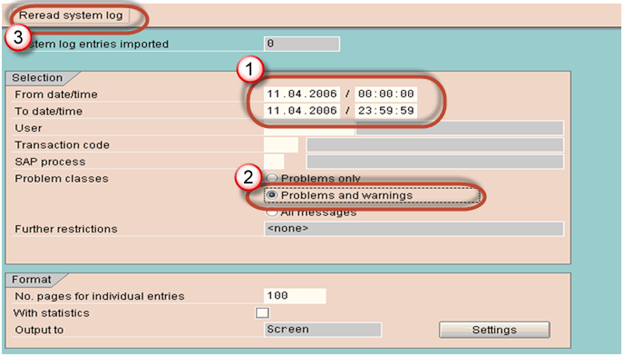 Reread system log
3
stem log entries imported 0
1
Selection
From date/time 11.04.2006 / 00:00:00
To date/time 11.04.2006 / 23:59:59
User
Transaction code
SAP process
Problem classes 2 Problems only
Problems and warnings
All messages
Further restrictions <none>
Format
No. pages for individual entries 100
With statistics
Output to Screen Settings